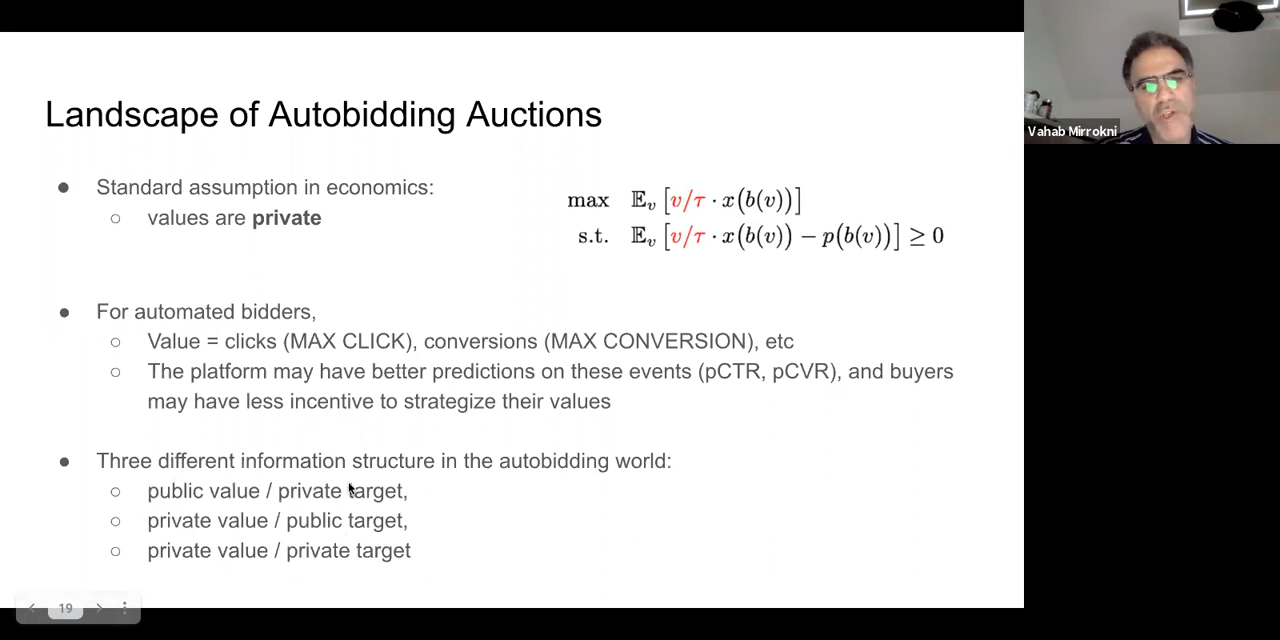 Landscape of Autobidding Auctions
● Standard assumption in economics:
○ values are private
max 𝔼ᵥ [v/τ · x(b(v))]
s.t. 𝔼ᵥ [v/τ · x(b(v)) − p(b(v))] ≥ 0
● For automated bidders,
○ Value = clicks (MAX CLICK), conversions (MAX CONVERSION), etc
○ The platform may have better predictions on these events (pCTR, pCVR), and buyers
may have less incentive to strategize their values
● Three different information structure in the autobidding world:
○ public value / private target,
○ private value / public target,
○ private value / private target
19
Vahab Mirrokni